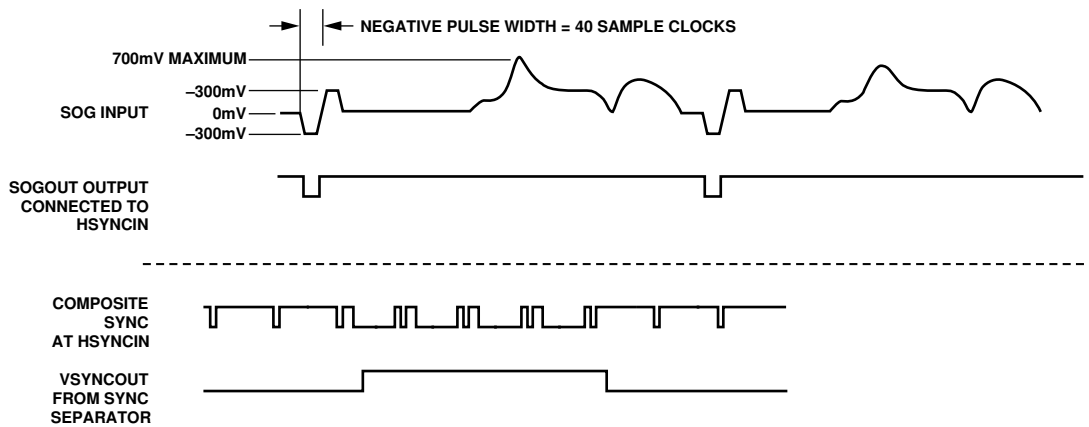 NEGATIVE PULSE WIDTH = 40 SAMPLE CLOCKS
700mV MAXIMUM
–300mV
SOG INPUT
0mV
–300mV
SOGOUT OUTPUT
CONNECTED TO
HSYNCIN
COMPOSITE
SYNC
AT HSYNCIN
VSYNCOUT
FROM SYNC
SEPARATOR